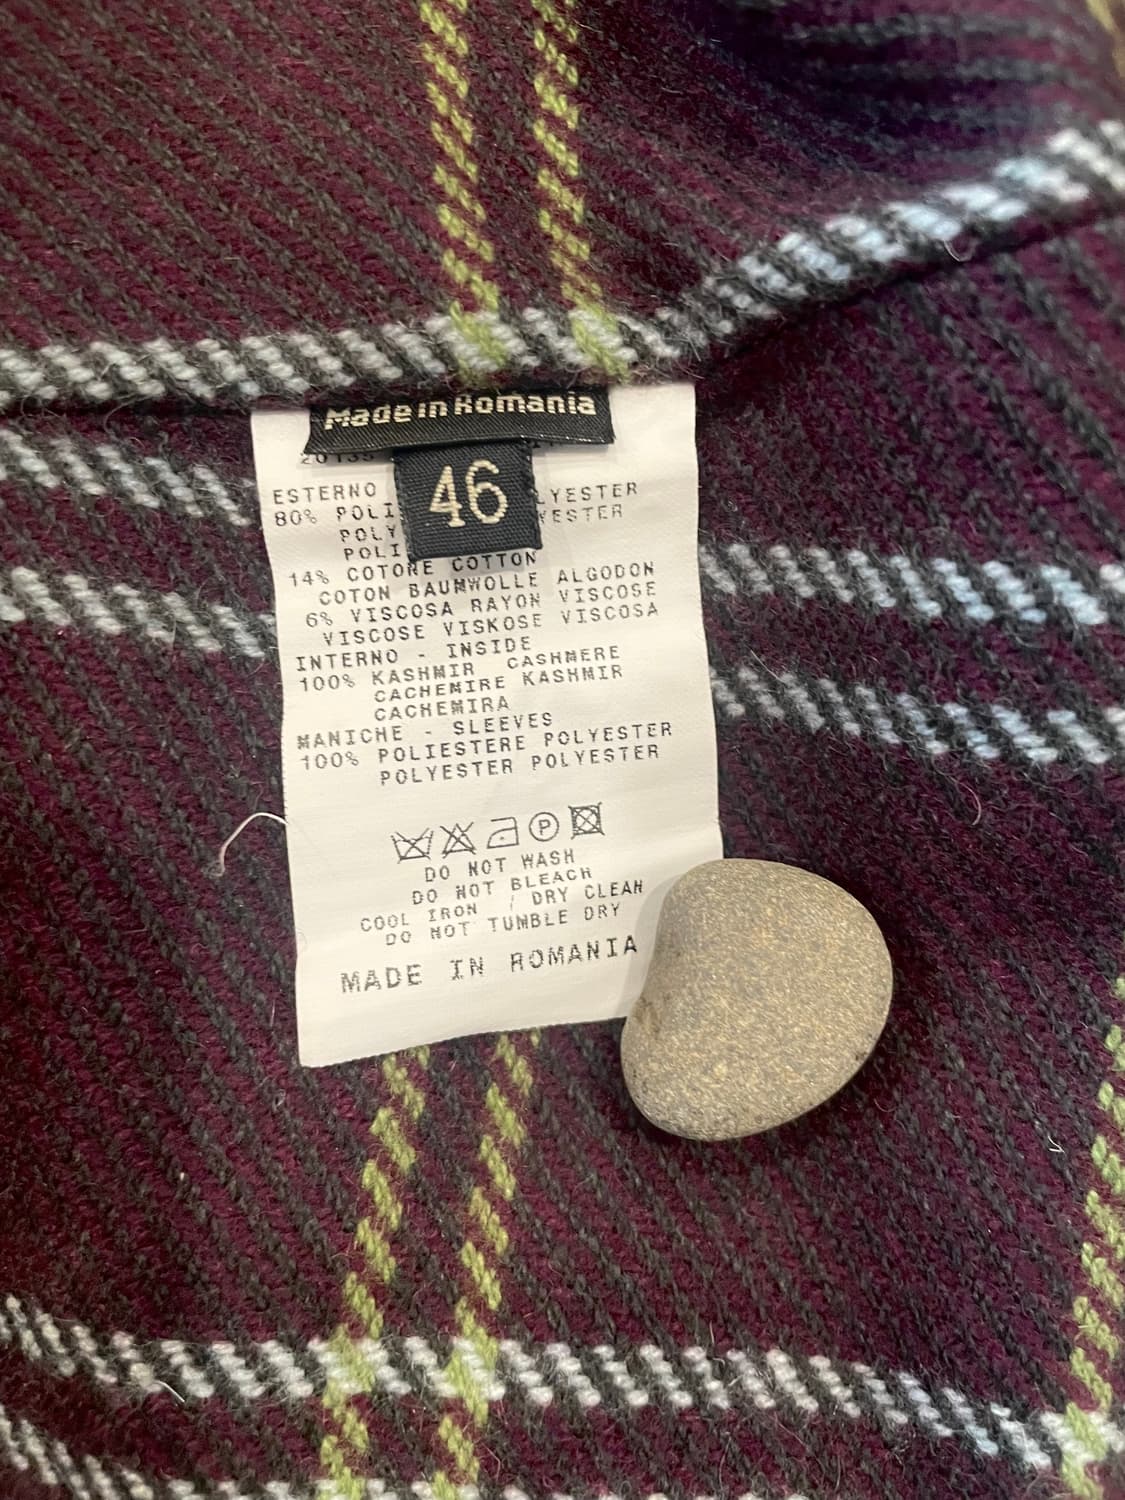 Made in Romania
46
ESTERNO LYESTER
80% POLI YESTER
POLY
POLI
14% COTONE COTTON
COTON BAUMWOLLE ALGODON
6% VISCOSA RAYON VISCOSE
VISCOSE VISKOSE VISCOSA
INTERNO - INSIDE
100% KASHMIR CASHMERE
CACHEMIRE KASHMIR
CACHEMIRA
MANICHE - SLEEVES
100% POLIESTERE POLYESTER
POLYESTER POLYESTER
P
DO NOT WASH
DO NOT BLEACH
COOL IRON / DRY CLEAN
DO NOT TUMBLE DRY
MADE IN ROMANIA